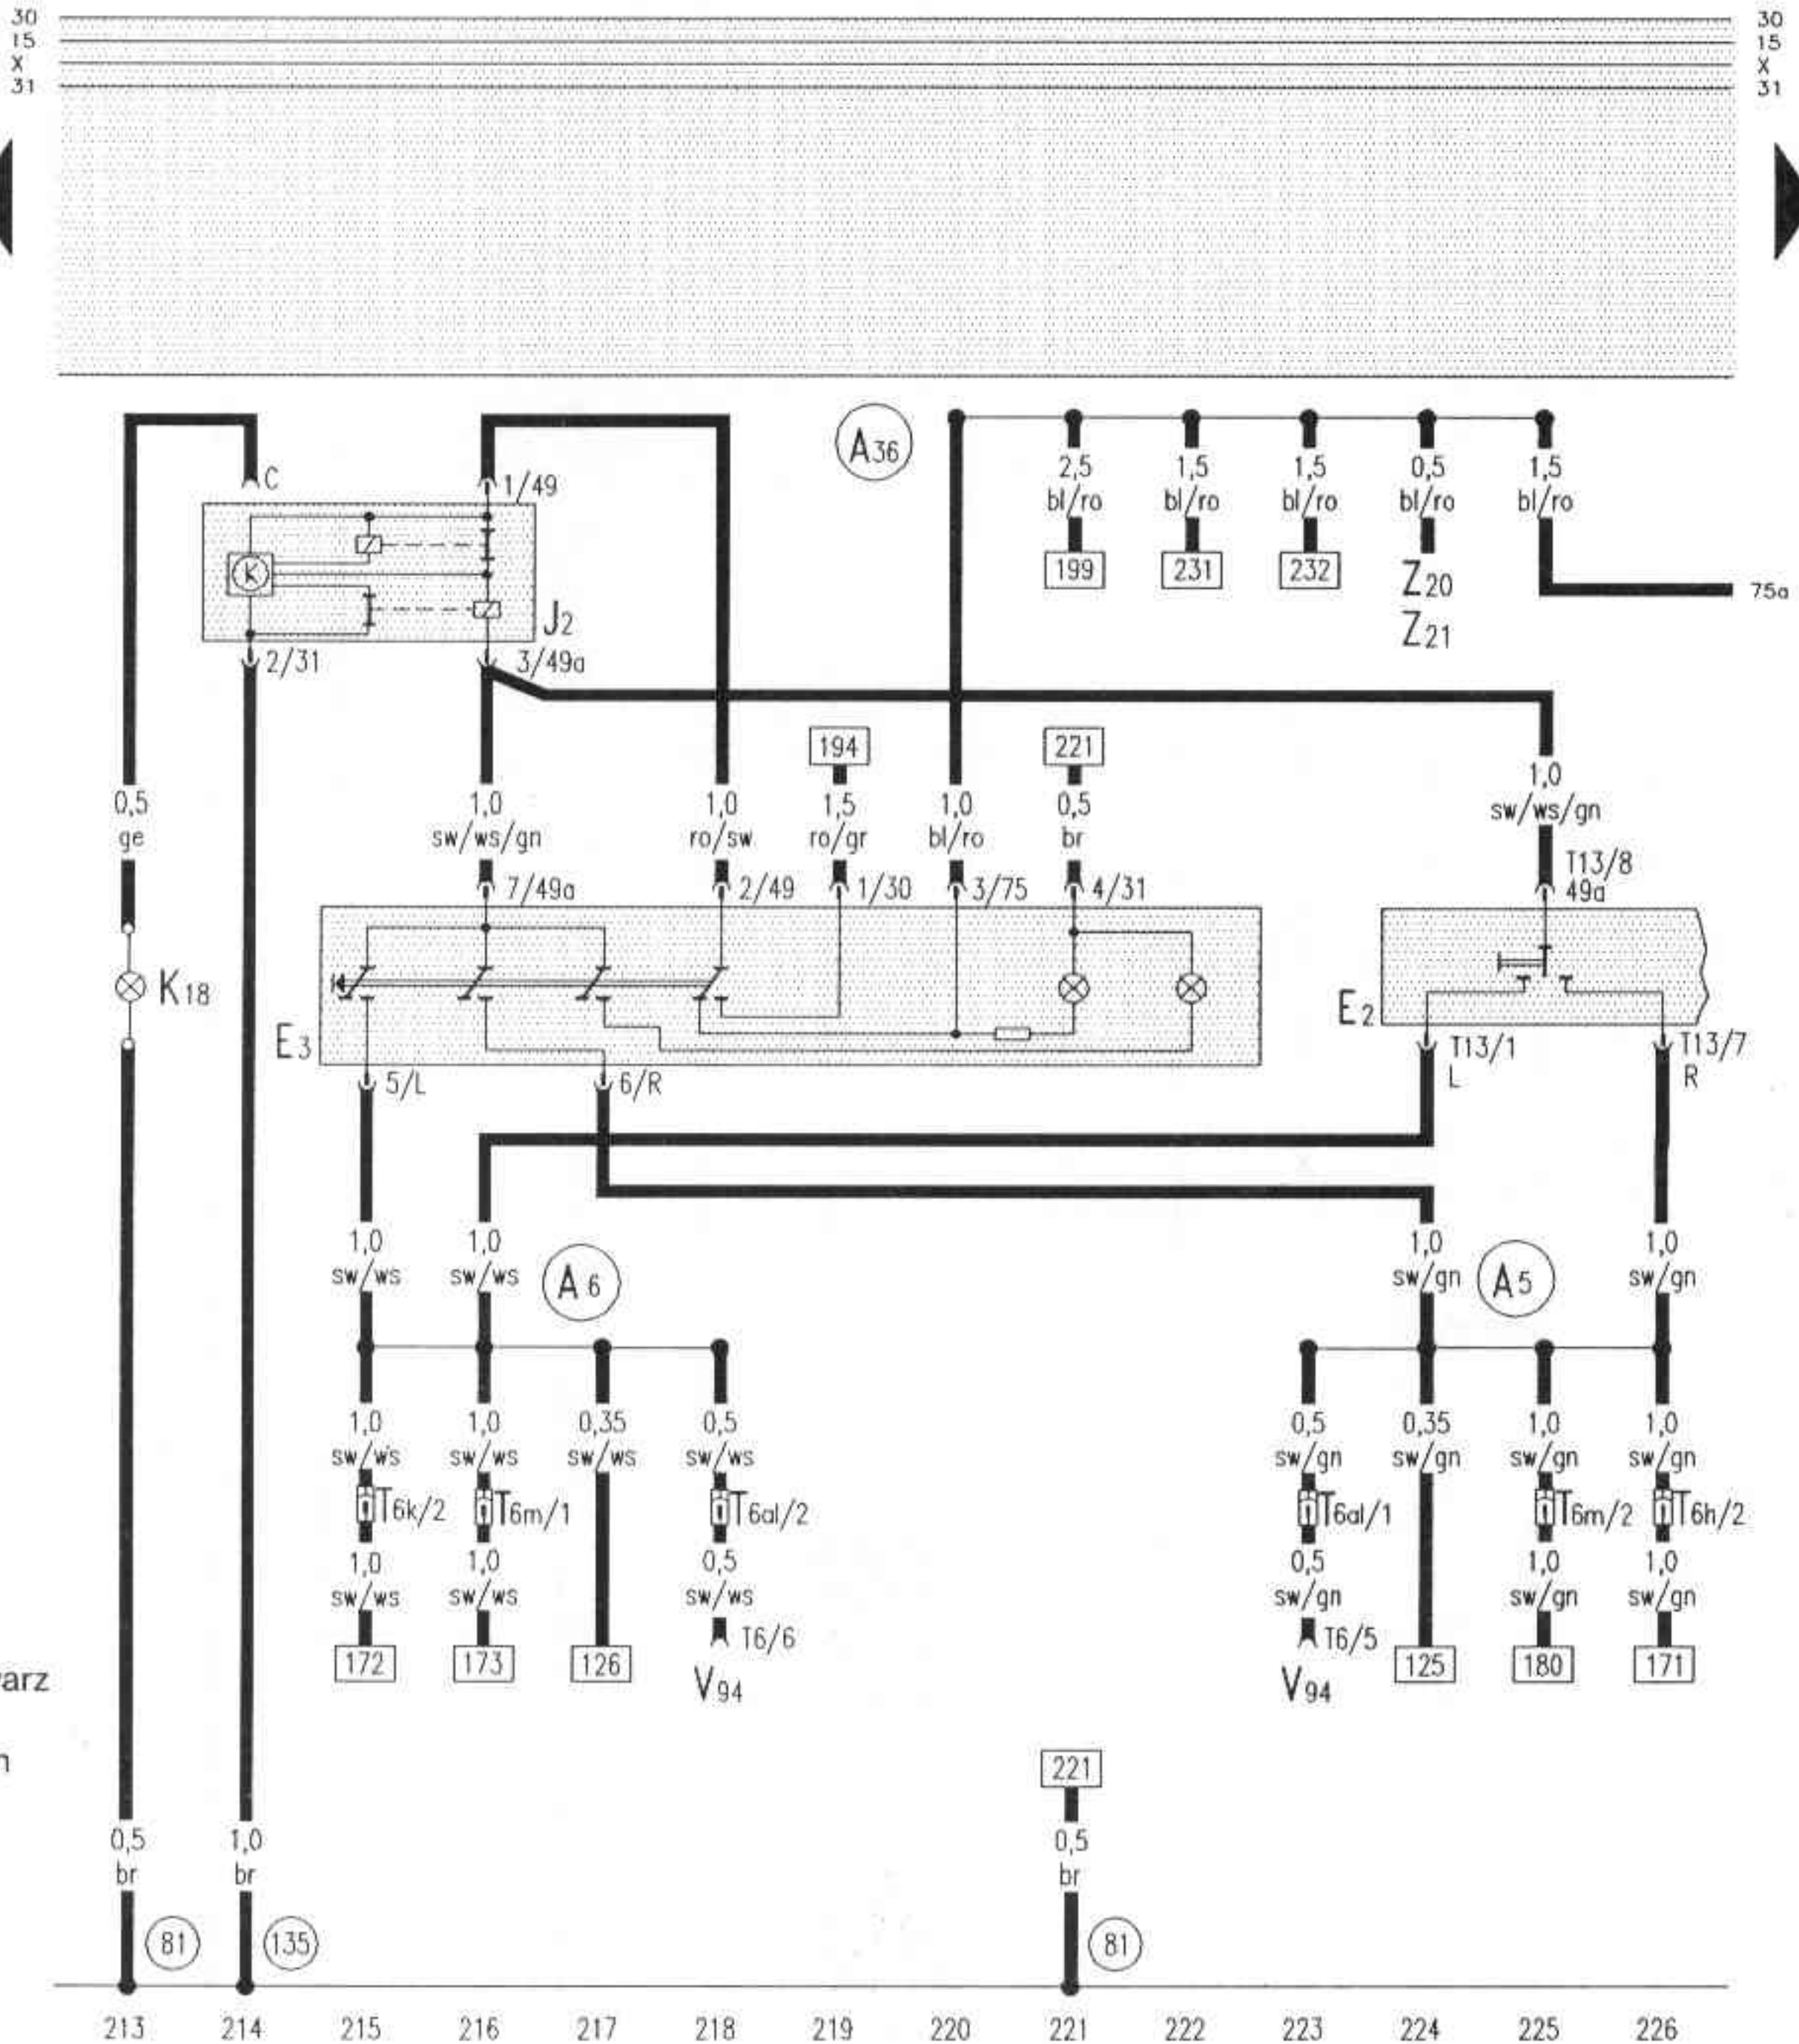 30 30
15 15
X X
31 31
C 1/49 A36
2,5 1,5 1,5 0,5 1,5
bl/ro bl/ro bl/ro bl/ro bl/ro
199 231 232 Z20 75a
Z21
K J2
2/31 3/49a
194 221
0,5 1,0 1,0 1,5 1,0 0,5 1,0
ge sw/ws/gn ro/sw ro/gr bl/ro br sw/ws/gn
7/49a 2/49 1/30 3/75 4/31 T13/8
49a
K18
E3 E2
5/L 6/R T13/1 T13/7
L R
1,0 1,0 1,0 1,0
sw/ws sw/ws A6 sw/gn A5 sw/gn
1,0 1,0 0,35 0,5 0,5 0,35 1,0 1,0
sw/ws sw/ws sw/ws sw/ws sw/gn sw/gn sw/gn sw/gn
T6k/2 T6m/1 T6al/2 T6al/1 T6m/2 T6h/2
1,0 1,0 0,5 0,5 1,0 1,0
sw/ws sw/ws sw/ws sw/gn sw/gn sw/gn
T6/6 T6/5
172 173 126 V94 V94 125 180 171
arz
221
0,5 1,0 0,5
br br br
81 135 81
213 214 215 216 217 218 219 220 221 222 223 224 225 226